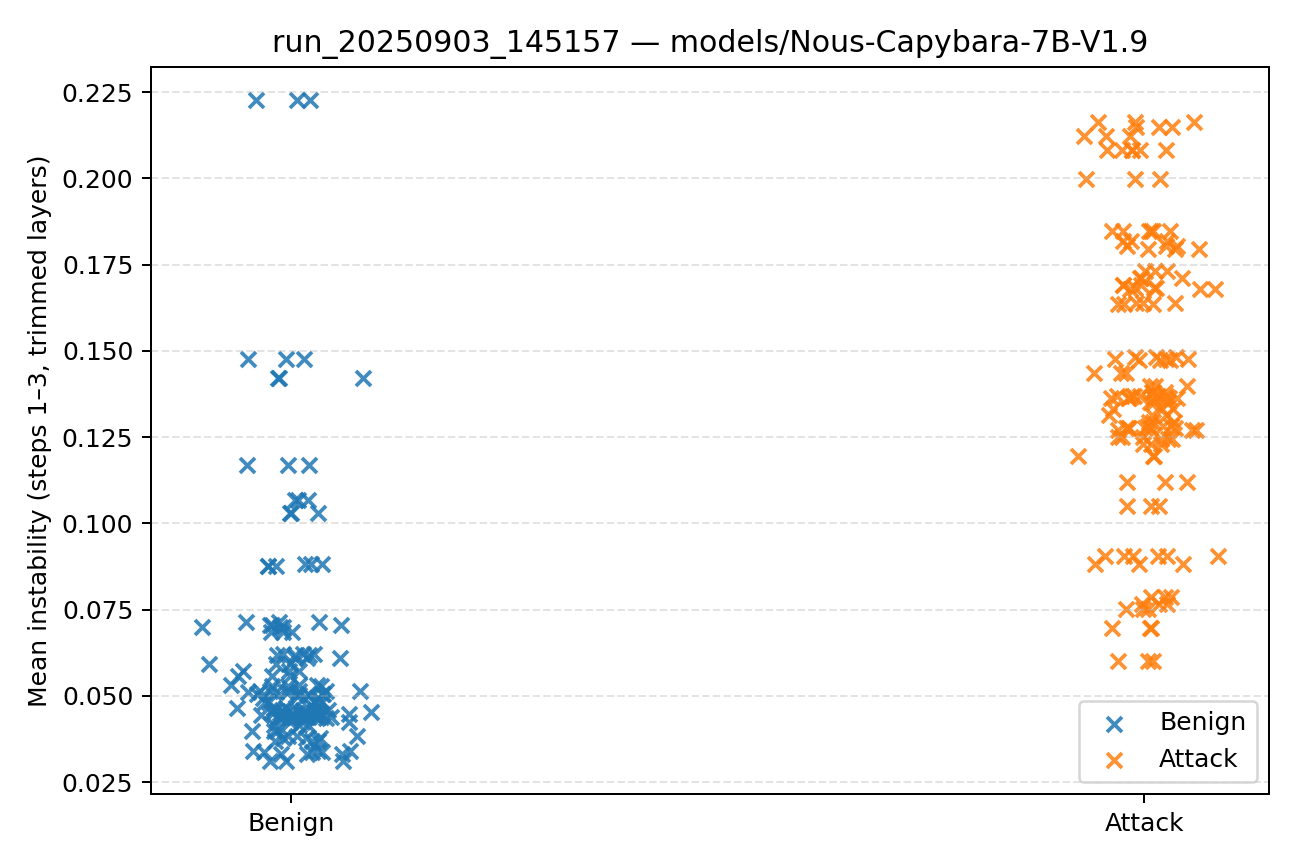 run_20250903_145157 — models/Nous-Capybara-7B-V1.9
Mean instability (steps 1–3, trimmed layers)
0.225
0.200
0.175
0.150
0.125
0.100
0.075
0.050
0.025
Benign
Attack
Benign
Attack